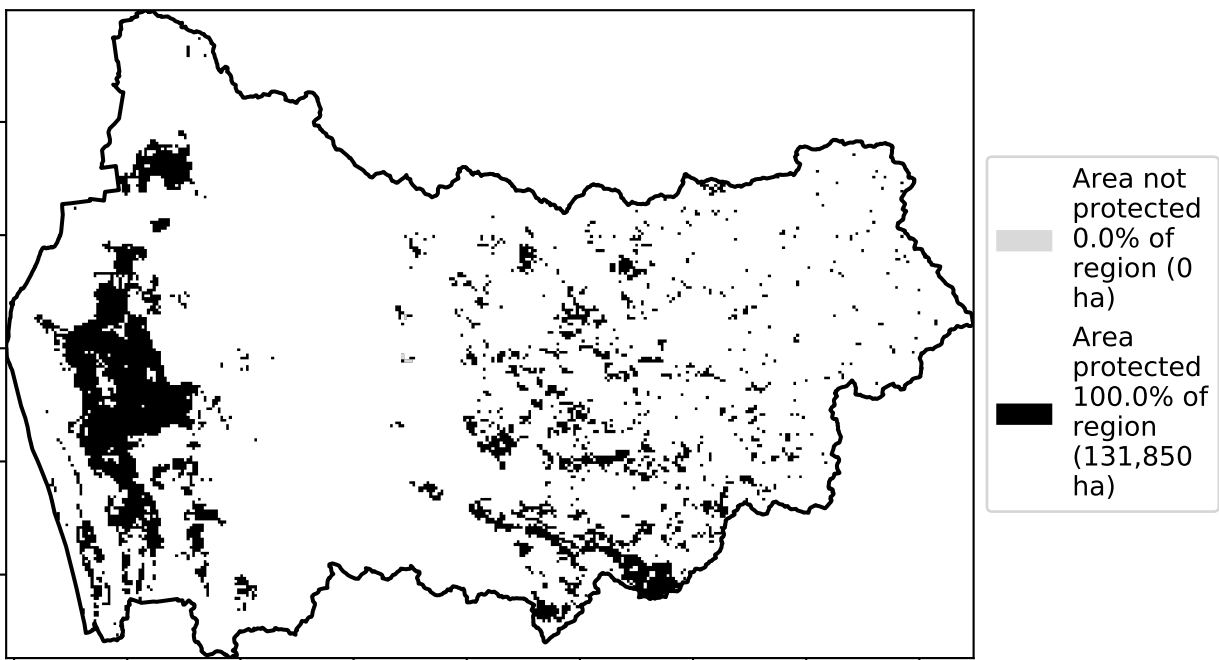 Area not
protected
0.0% of
region (0
ha)
Area
protected
100.0% of
region
(131,850
ha)